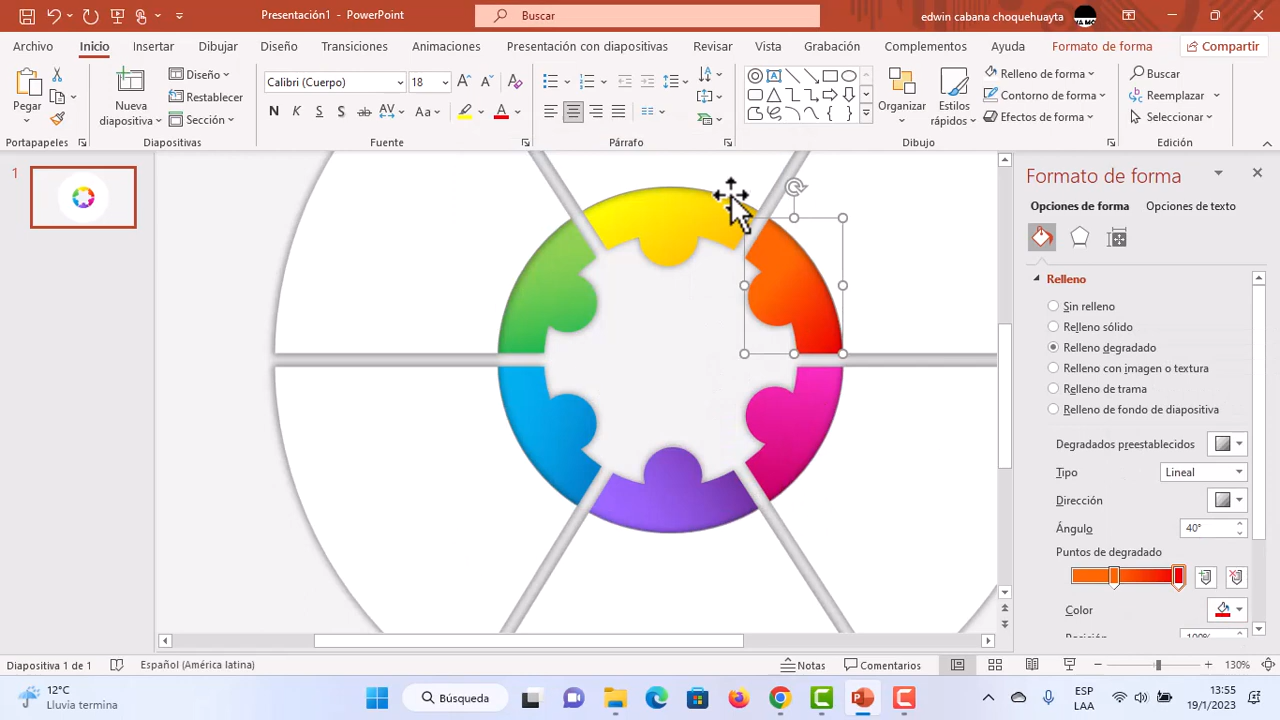 Presentación1 - PowerPoint
Buscar
edwin cabana choquehuayta
Archivo
Inicio
Insertar
Dibujar
Diseño
Transiciones
Animaciones
Presentación con diapositivas
Revisar
Vista
Grabación
Complementos
Ayuda
Formato de forma
Compartir
Pegar
Portapapeles
Nueva
diapositiva
Diseño
Restablecer
Sección
Diapositivas
Calibri (Cuerpo)
18
N K S S ab AV Aa A
Fuente
Párrafo
Organizar
Estilos
rápidos
Relleno de forma
Contorno de forma
Efectos de forma
Dibujo
Buscar
Reemplazar
Seleccionar
Edición
1
Formato de forma
Opciones de forma
Opciones de texto
Relleno
Sin relleno
Relleno sólido
Relleno degradado
Relleno con imagen o textura
Relleno de trama
Relleno de fondo de diapositiva
Degradados preestablecidos
Tipo
Lineal
Dirección
Ángulo
40°
Puntos de degradado
Color
Diapositiva 1 de 1
Español (América latina)
Notas
Comentarios
130%
12°C
Lluvia termina
Búsqueda
ESP
LAA
13:55
19/1/2023